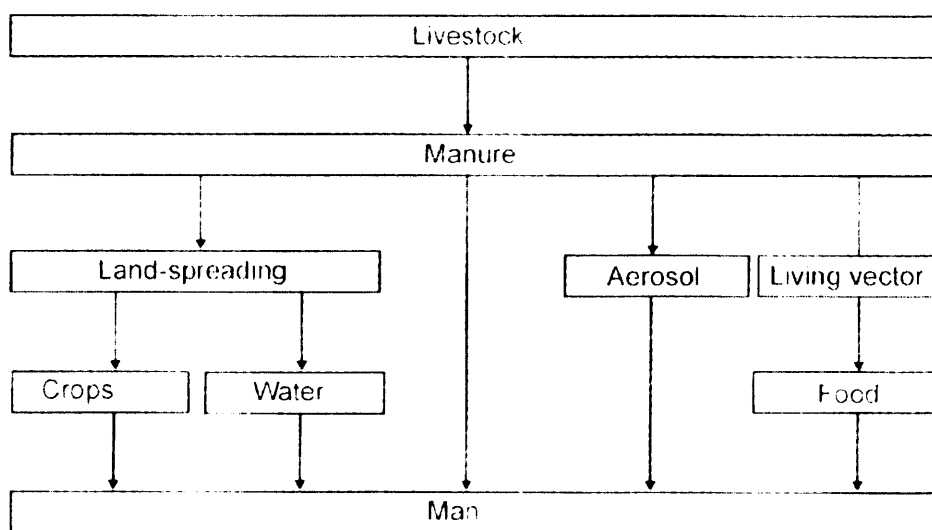 Livestock
Manure
Land-spreading
Aerosol
Living vector
Crops
Water
Food
Man